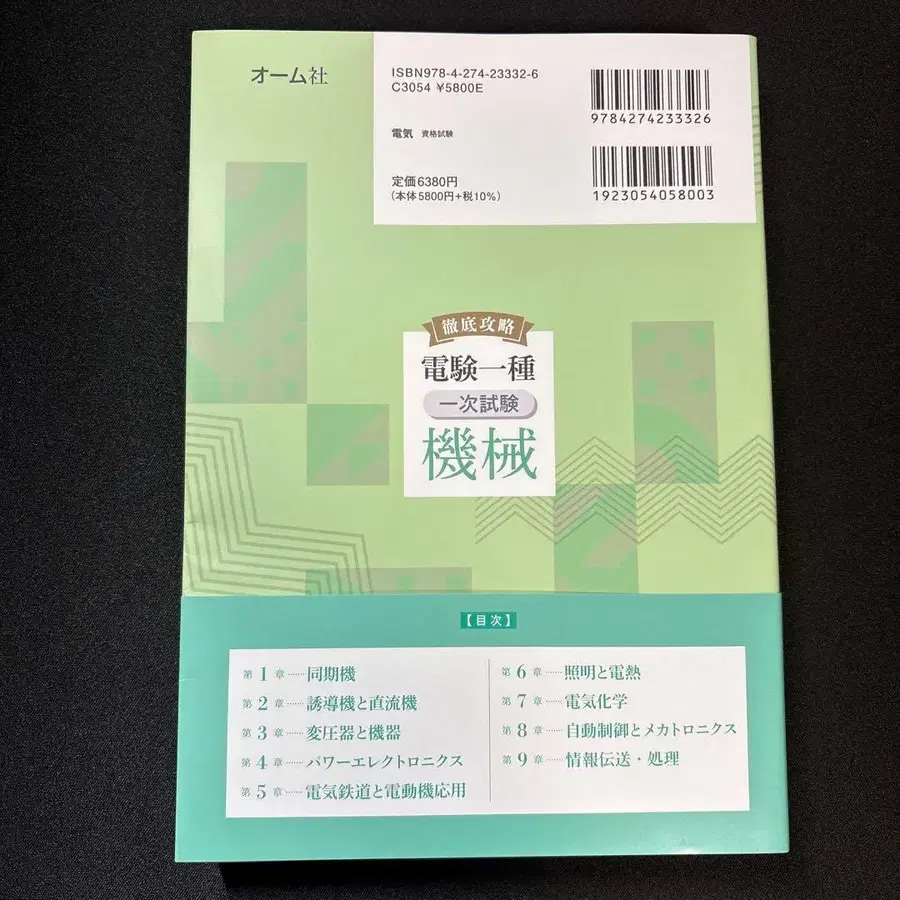 オーム社
ISBN978-4-274-23332-6
C3054 ¥5800E
電気 資格試験
定価6380円
（本体5800円+税10%）
9784274233326
1923054058003
徹底攻略
電験一種
一次試験
機械
【目次】
第1章……同期機
第2章……誘導機と直流機
第3章……変圧器と機器
第4章……パワーエレクトロニクス
第5章……電気鉄道と電動機応用
第6章……照明と電熱
第7章……電気化学
第8章……自動制御とメカトロニクス
第9章……情報伝送・処理